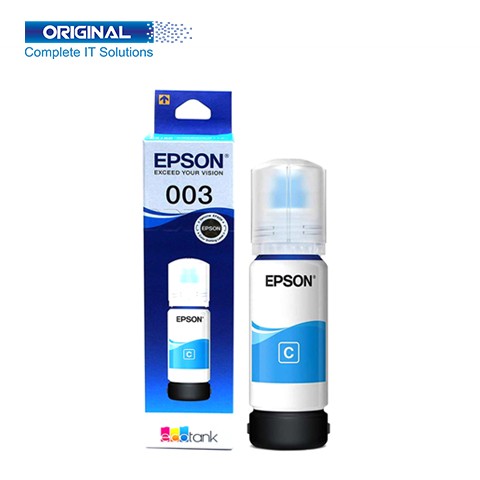 ORIGINAL
Complete IT Solutions
EPSON®
EXCEED YOUR VISION
003
EPSON
EPSON
C
ecotank
EPSON®
C